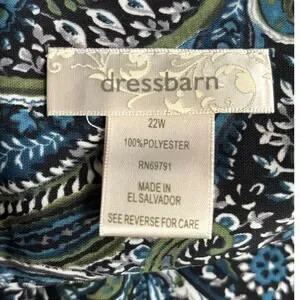 dressbarn
22W
100%POLYESTER
RN69791
MADE IN
EL SALVADOR
SEE REVERSE FOR CARE